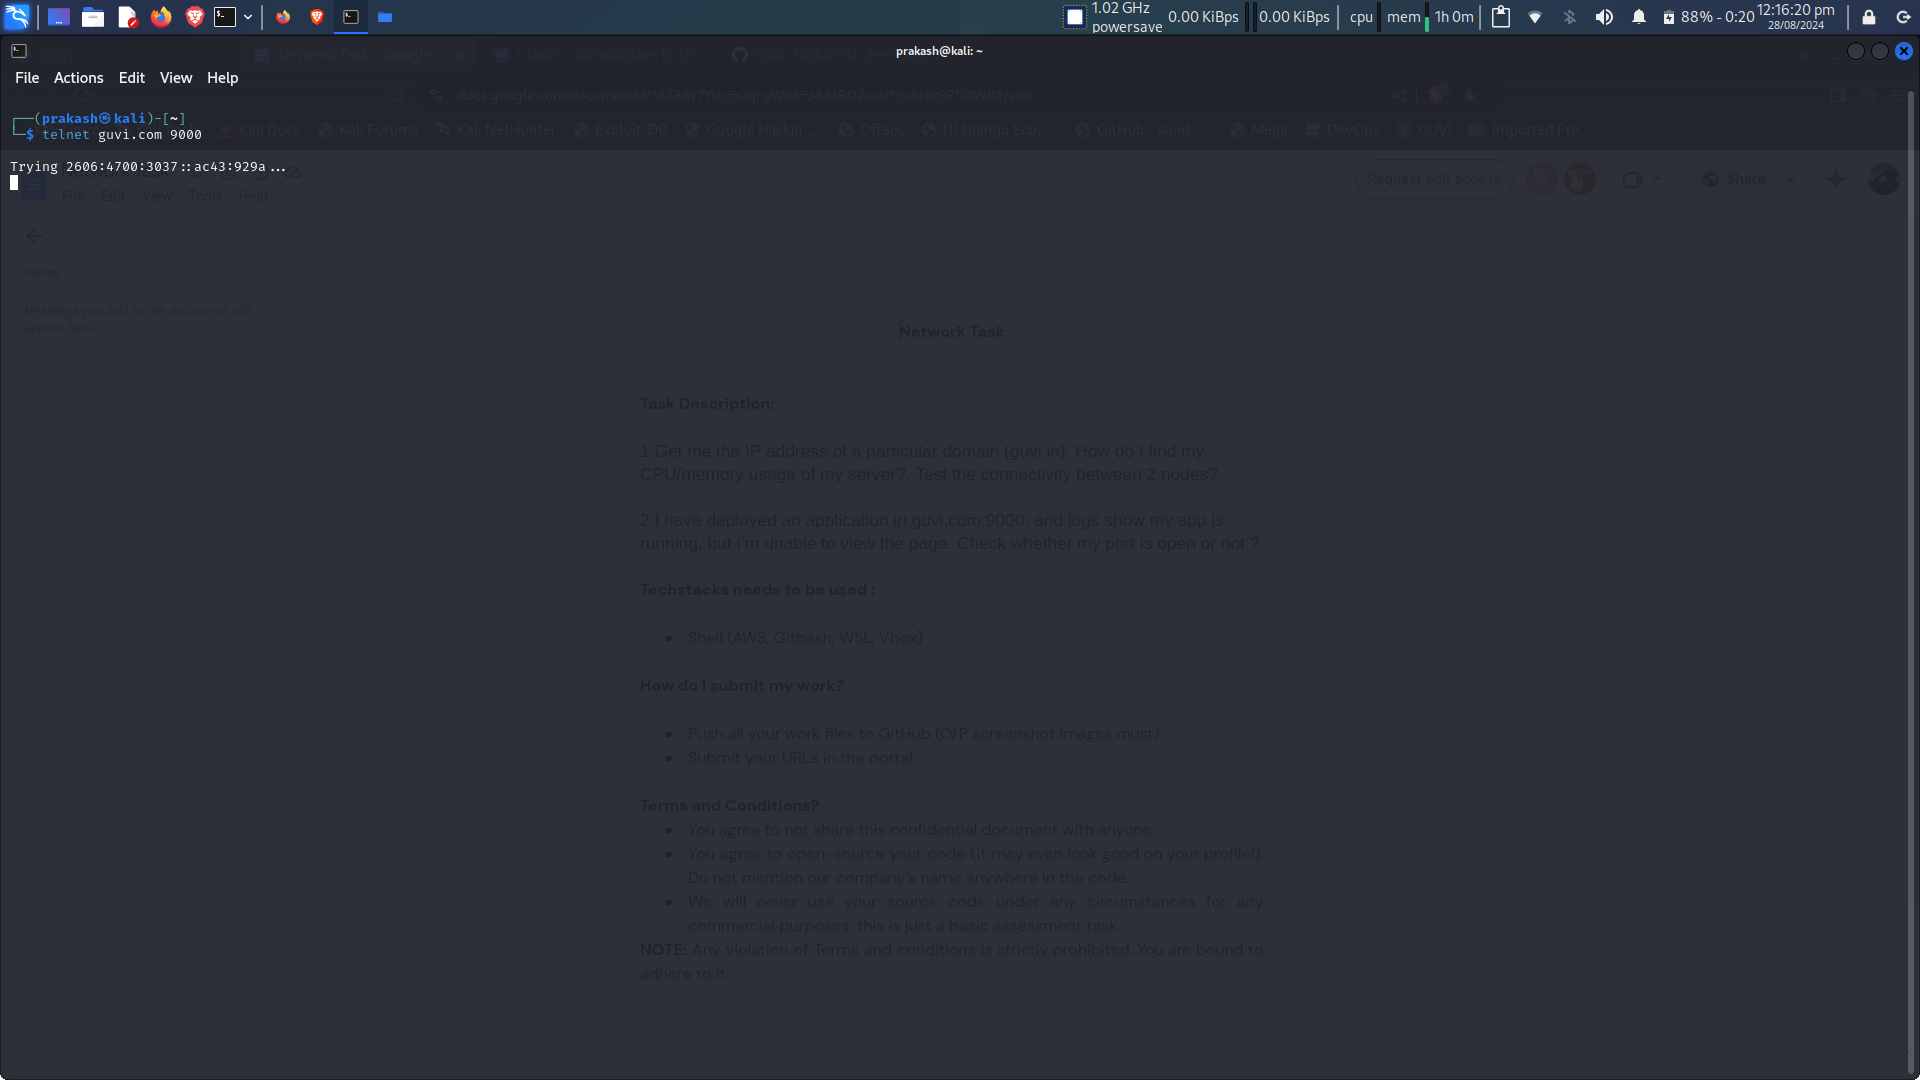 1.02 GHz
powersave
0.00 KiBps
0.00 KiBps
cpu
mem
1h 0m
88% - 0:20
12:16:20 pm
28/08/2024
GUVI
Network Task - Google
Class 1 - Introduction to De
prakash@kali: ~
File Actions Edit View Help
┌──(prakash㉿kali)-[~]
└─$ telnet guvi.com 9000
Kali Docs
Kali Forums
Kali NetHunter
Exploit-DB
Google Hackin...
OffSec
(1) Django Eco...
GitHub - sund...
Mega
DevOps
GUVI
Imported Fro...
Trying 2606:4700:3037::ac43:929a...
Request edit access
Share
File Edit View Tools Help
Outline
Headings you add to the document will
appear here.
Network Task
Task Description:
1.Get me the IP address of a particular domain (guvi.in). How do I find my
CPU/memory usage of my server?. Test the connectivity between 2 nodes?
2.I have deployed an application in guvi.com:9000, and logs show my app is
running, but I'm unable to view the page. Check whether my port is open or not ?
Techstacks needs to be used :
● Shell (AWS, Gitbash, WSL, Vbox)
How do I submit my work?
● Push all your work files to GitHub (O/P screenshot images must).
● Submit your URLs in the portal.
Terms and Conditions?
● You agree to not share this confidential document with anyone.
● You agree to open-source your code (it may even look good on your profile!).
Do not mention our company's name anywhere in the code.
● We will never use your source code under any circumstances for any
commercial purposes; this is just a basic assessment task.
NOTE: Any violation of Terms and conditions is strictly prohibited. You are bound to
adhere to it.